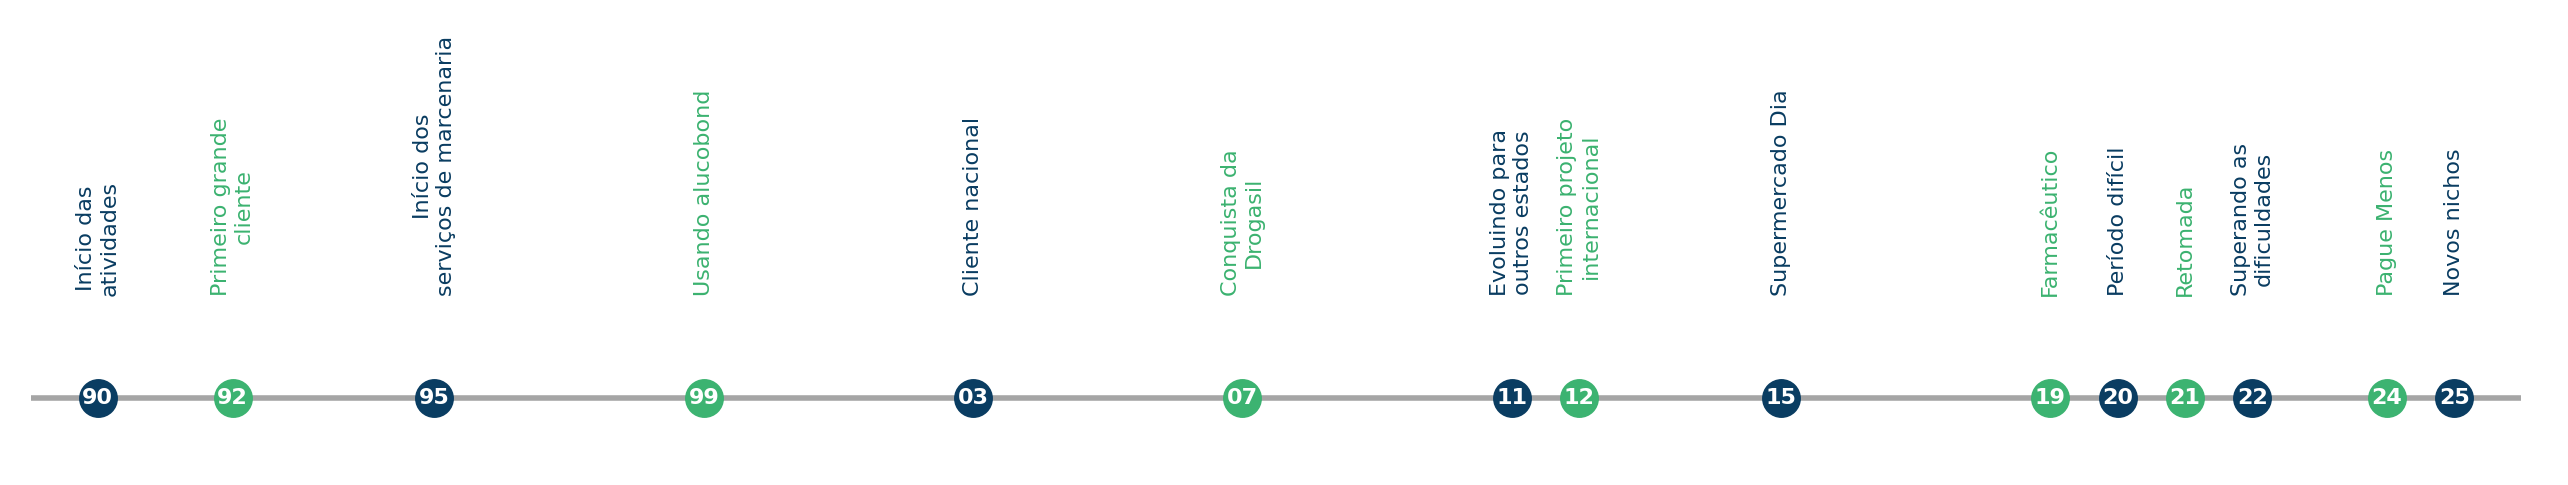 Início das
atividades
Primeiro grande
cliente
Início dos
serviços de marcenaria
Usando alucobond
Cliente nacional
Conquista da
Drogasil
Evoluindo para
outros estados
Primeiro projeto
internacional
Supermercado Dia
Farmacêutico
Período difícil
Retomada
Superando as
dificuldades
Pague Menos
Novos nichos
90
92
95
99
03
07
11
12
15
19
20
21
22
24
25